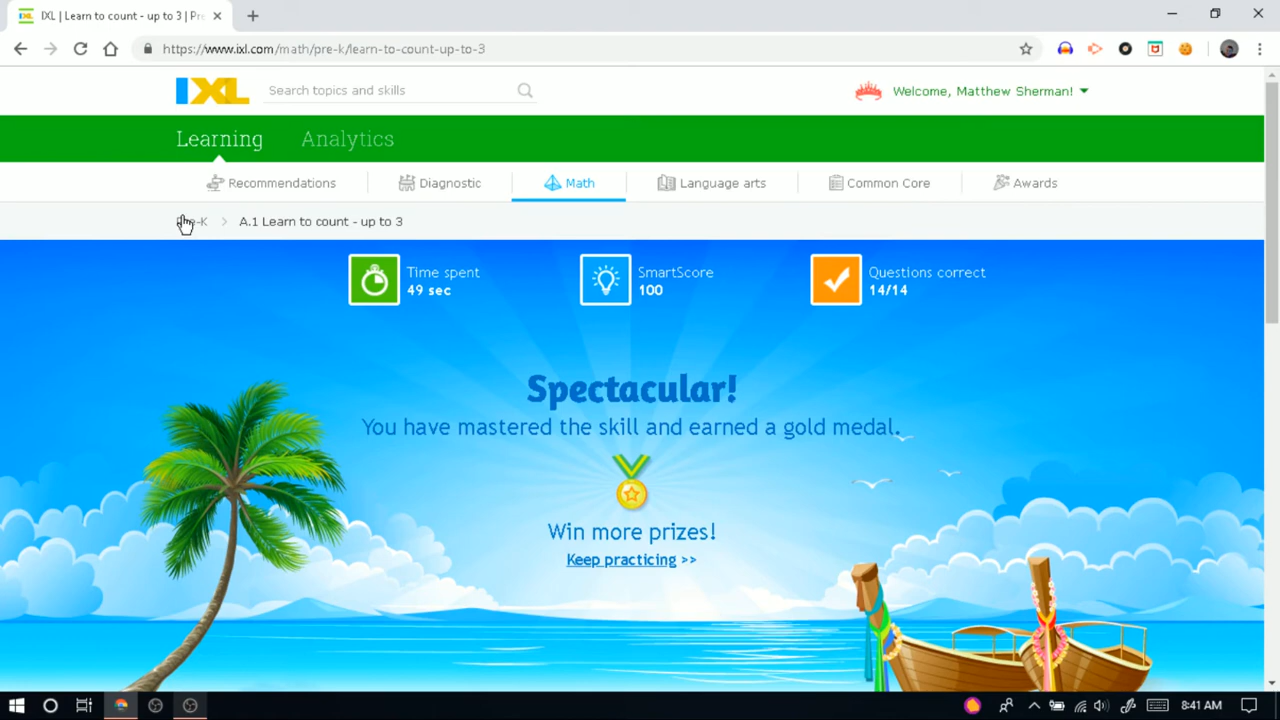 IXL | Learn to count - up to 3 | Pre
https://www.ixl.com/math/pre-k/learn-to-count-up-to-3
IXL
Search topics and skills
Welcome, Matthew Sherman!
Learning Analytics
Recommendations Diagnostic Math Language arts Common Core Awards
A.1 Learn to count - up to 3
Time spent
49 sec
SmartScore
100
Questions correct
14/14
Spectacular!
You have mastered the skill and earned a gold medal.
Win more prizes!
Keep practicing >>
8:41 AM